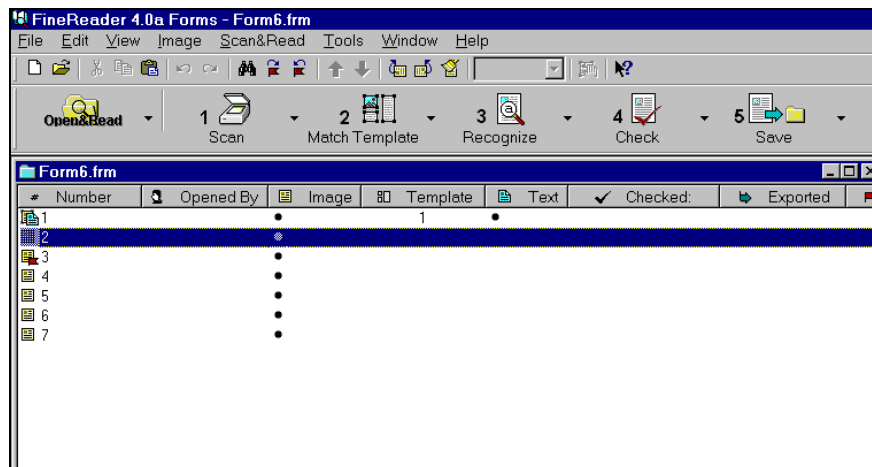 FineReader 4.0a Forms - Form6.frm
File Edit View Image Scan&Read Tools Window Help
Open&Read 1 Scan 2 Match Template 3 Recognize 4 Check 5 Save
Form6.frm
# Number Opened By Image Template Text Checked: Exported
1 1
2
3
4
5
6
7